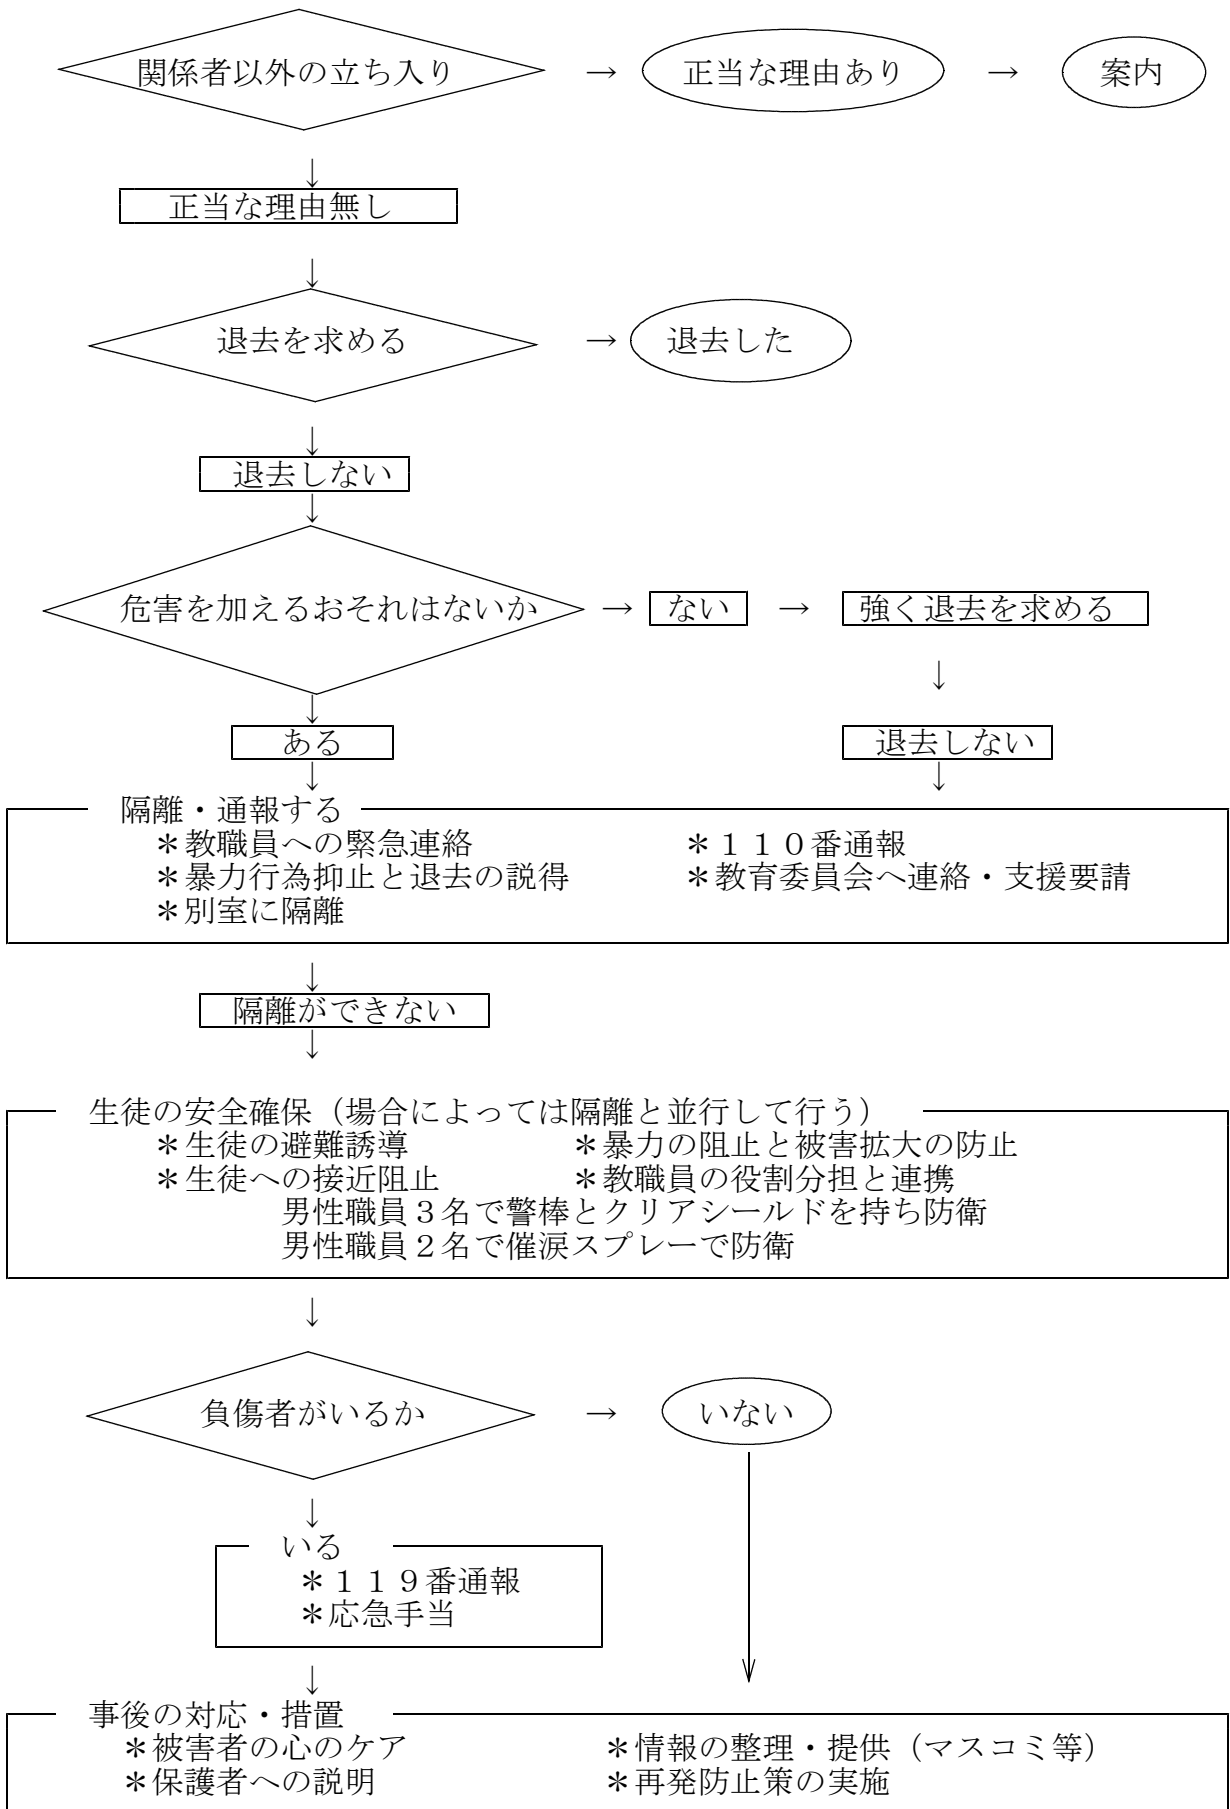 関係者以外の立ち入り → 正当な理由あり → 案内
↓
正当な理由無し
↓
退去を求める → 退去した
↓
退去しない
↓
危害を加えるおそれはないか → ない → 強く退去を求める
↓
↓
ある 退去しない
↓ ↓
隔離・通報する
＊教職員への緊急連絡 ＊１１０番通報
＊暴力行為抑止と退去の説得 ＊教育委員会へ連絡・支援要請
＊別室に隔離
↓
隔離ができない
↓
生徒の安全確保（場合によっては隔離と並行して行う）
＊生徒の避難誘導 ＊暴力の阻止と被害拡大の防止
＊生徒への接近阻止 ＊教職員の役割分担と連携
男性職員３名で警棒とクリアシールドを持ち防衛
男性職員２名で催涙スプレーで防衛
↓
負傷者がいるか → いない
↓
いる
＊１１９番通報
＊応急手当
↓
事後の対応・措置
＊被害者の心のケア ＊情報の整理・提供（マスコミ等）
＊保護者への説明 ＊再発防止策の実施